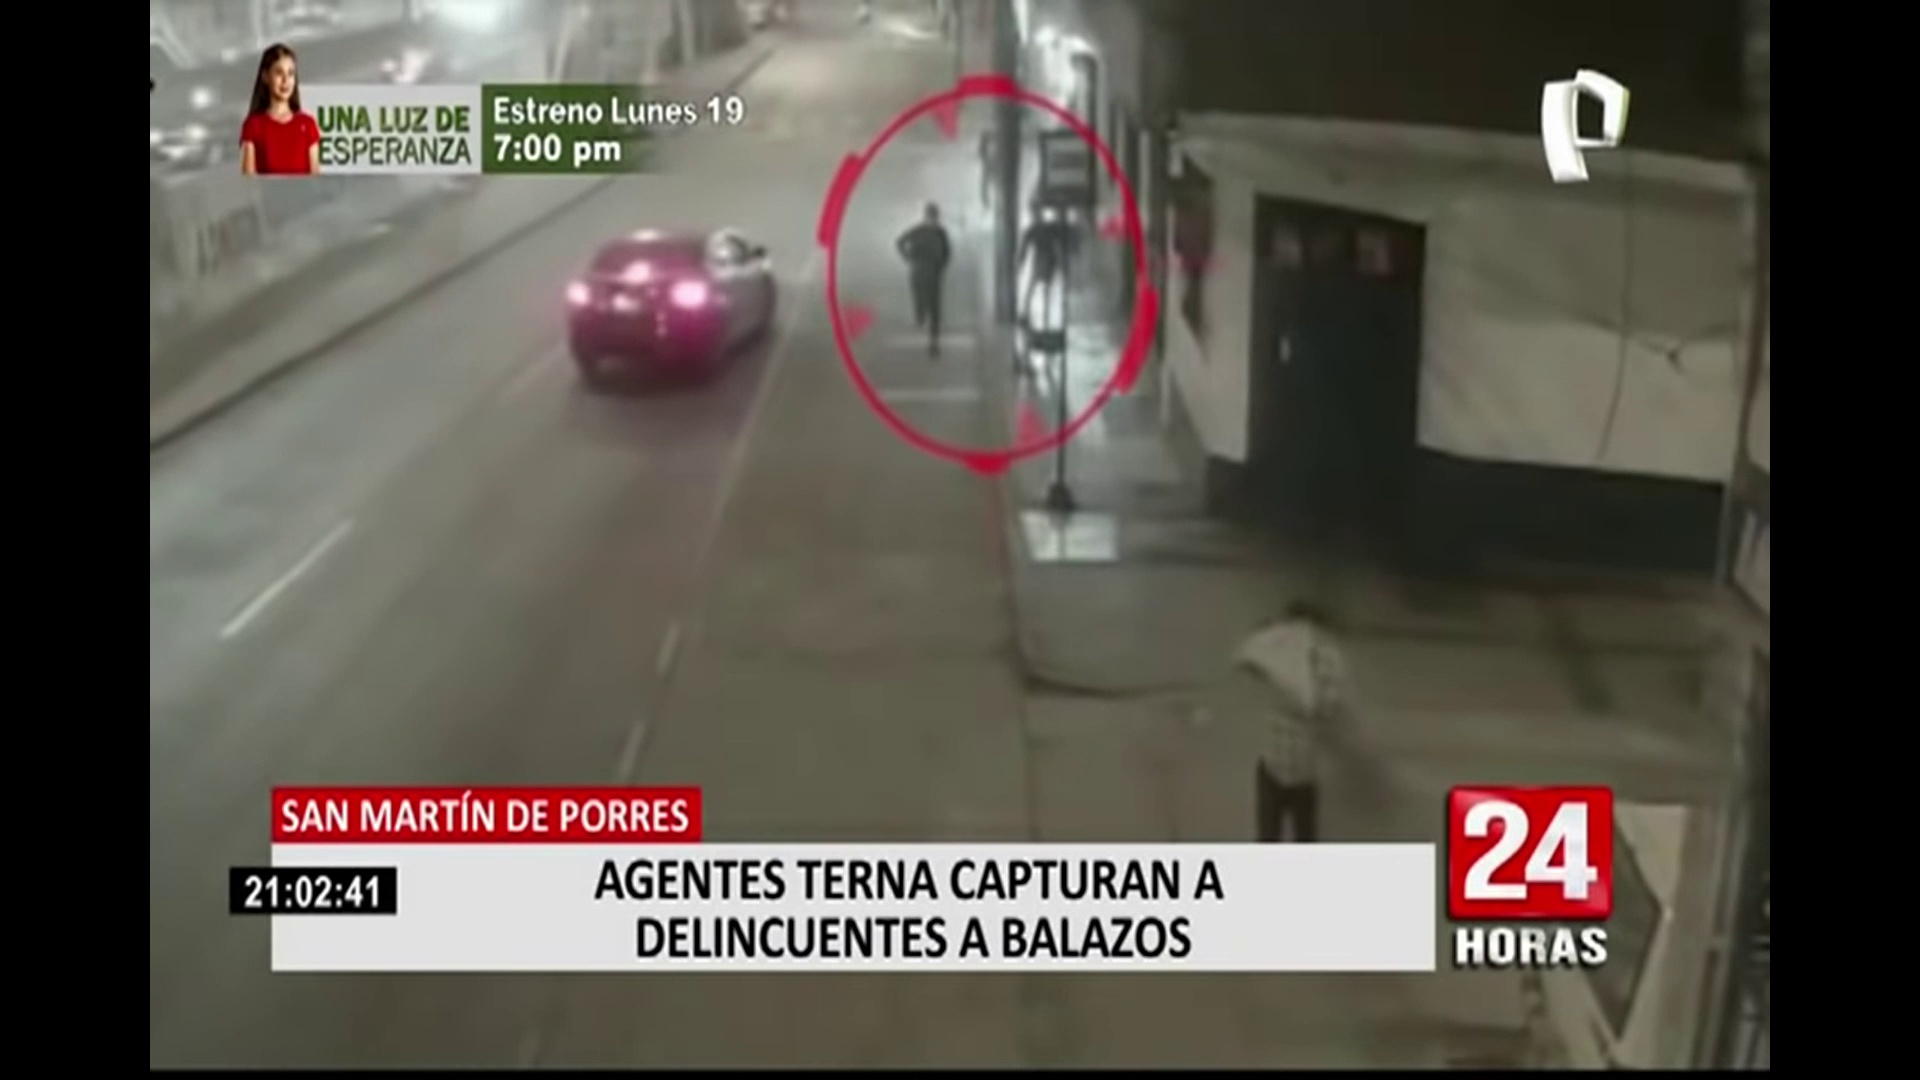 UNA LUZ DE
ESPERANZA
Estreno Lunes 19
7:00 pm
SAN MARTÍN DE PORRES
21:02:41
AGENTES TERNA CAPTURAN A
DELINCUENTES A BALAZOS
24
HORAS